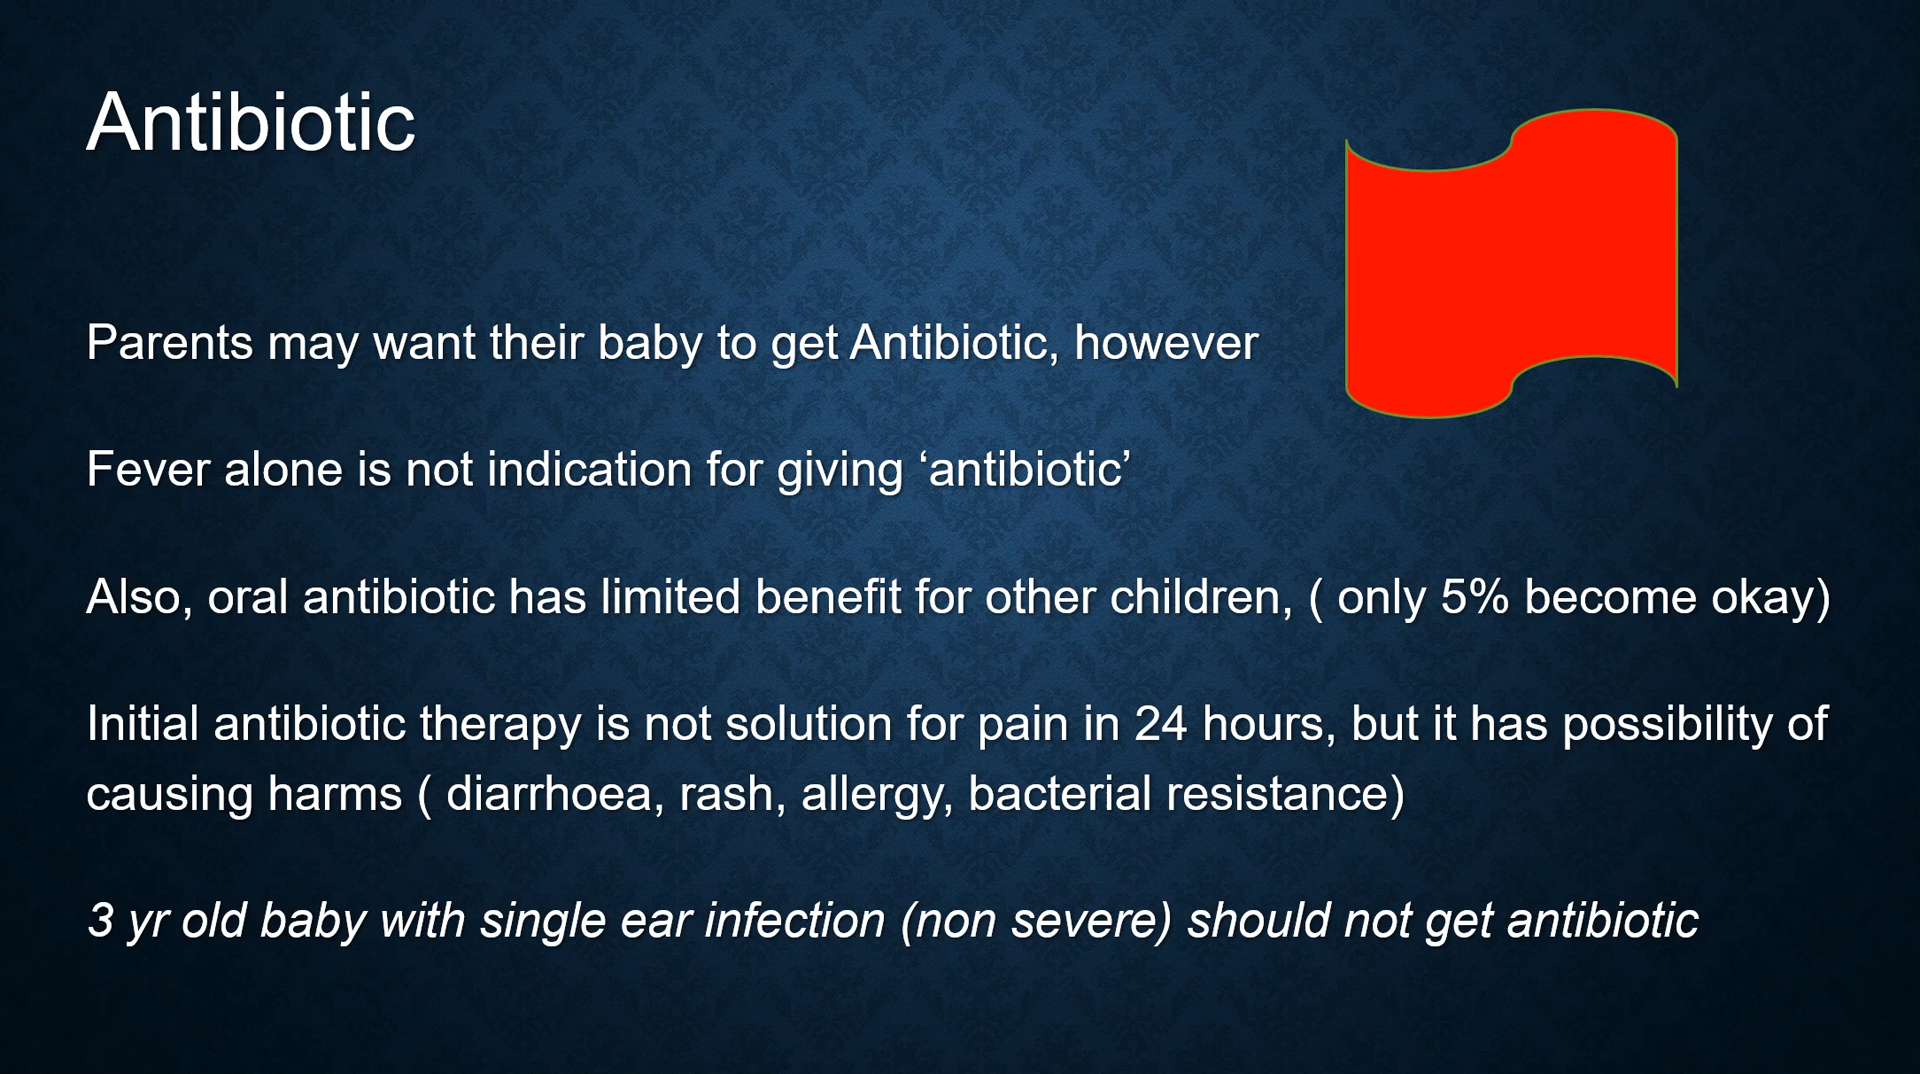 Antibiotic
Parents may want their baby to get Antibiotic, however
Fever alone is not indication for giving ‘antibiotic’
Also, oral antibiotic has limited benefit for other children, ( only 5% become okay)
Initial antibiotic therapy is not solution for pain in 24 hours, but it has possibility of
causing harms ( diarrhoea, rash, allergy, bacterial resistance)
3 yr old baby with single ear infection (non severe) should not get antibiotic